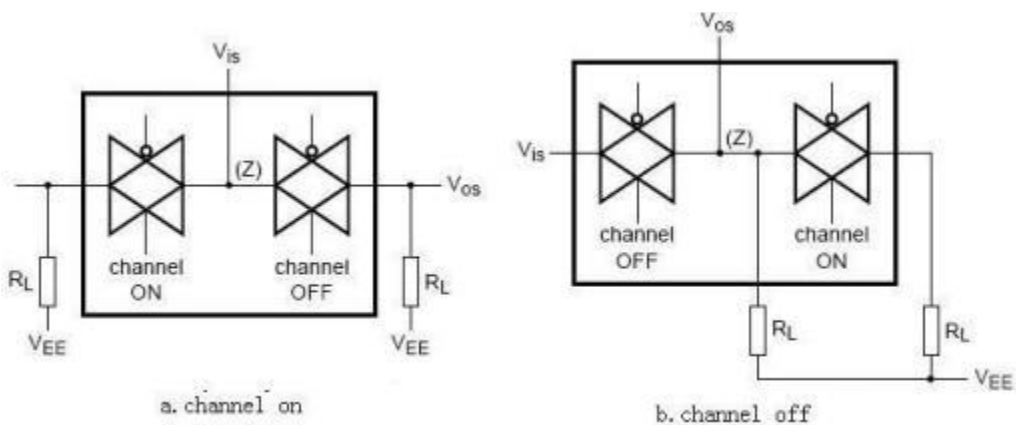 Vis
(Z)
Vos
channel
ON
channel
OFF
RL
RL
VEE
VEE
a. channel on
Vos
Vis
(Z)
channel
OFF
channel
ON
RL
RL
VEE
b. channel off